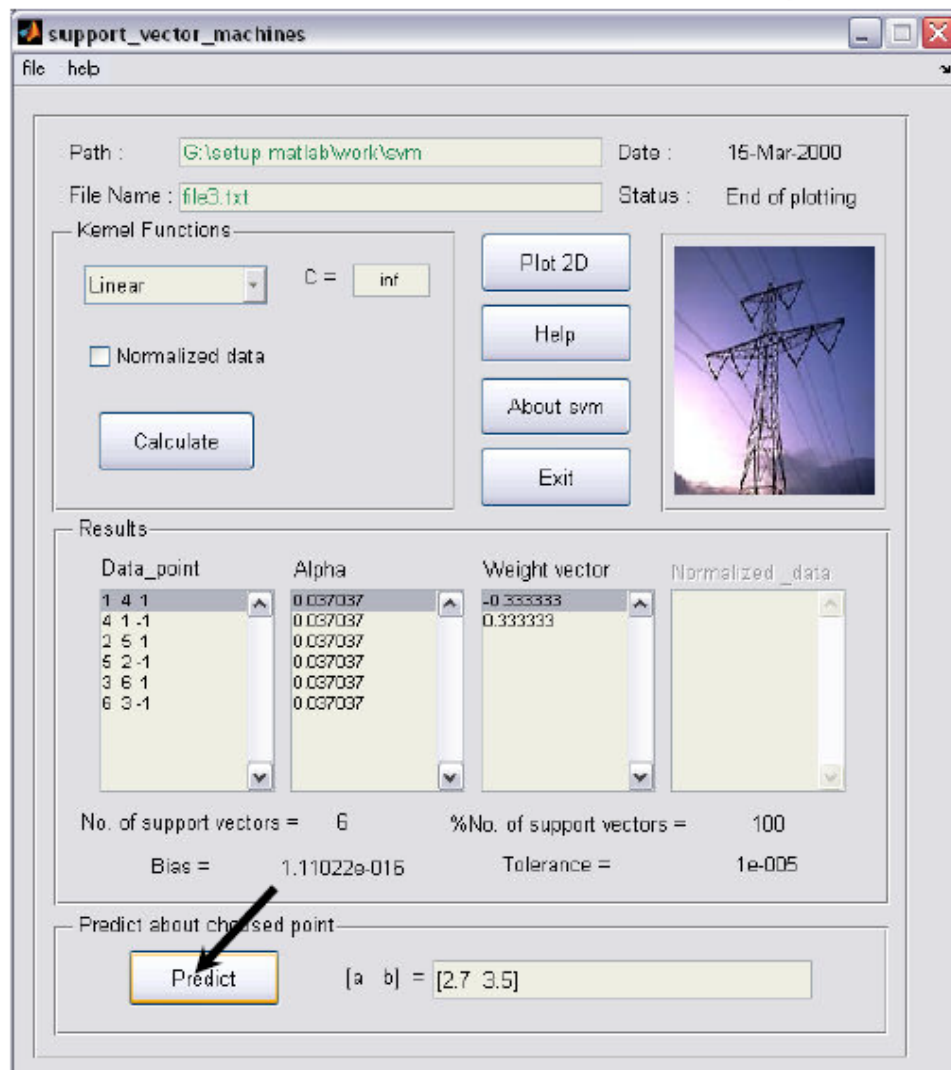 support_vector_machines
file help
Path : G:\setup matlab\work\svm Date : 15-Mar-2000
File Name : file3.txt Status : End of plotting
Kernel Functions
Linear C = inf
Normalized data
Calculate
Plot 2D
Help
About svm
Exit
Results
Data_point Alpha Weight vector Normalized _data
1 4 1 0.037037 -0.333333
4 1 -1 0.037037 0.333333
2 5 1 0.037037
5 2 -1 0.037037
3 6 1 0.037037
6 3 -1 0.037037
No. of support vectors = 6 %No. of support vectors = 100
Bias = 1.11022e-016 Tolerance = 1e-005
Predict about choosed point
Predict [a b] = [2.7 3.5]